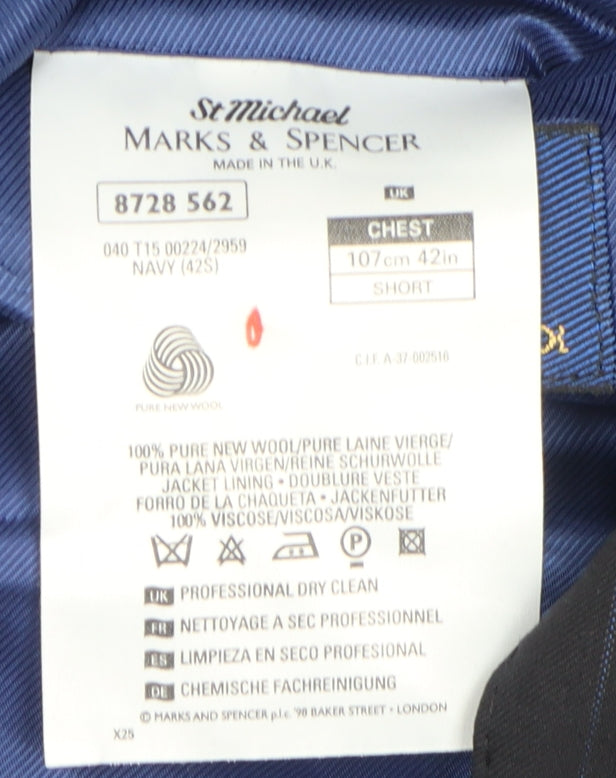 St Michael
MARKS & SPENCER
MADE IN THE U.K.
8728 562
040 T15 00224/2959
NAVY (42S)
UK
CHEST
107cm 42in
SHORT
C.I.F. A-37-002516
PURE NEW WOOL
100% PURE NEW WOOL/PURE LAINE VIERGE/
PURA LANA VIRGEN/REINE SCHURWOLLE
JACKET LINING • DOUBLURE VESTE
FORRO DE LA CHAQUETA • JACKENFUTTER
100% VISCOSE/VISCOSA/VISKOSE
P
UK PROFESSIONAL DRY CLEAN
FR NETTOYAGE A SEC PROFESSIONNEL
ES LIMPIEZA EN SECO PROFESIONAL
DE CHEMISCHE FACHREINIGUNG
© MARKS AND SPENCER p.l.c. '98 BAKER STREET • LONDON
X25